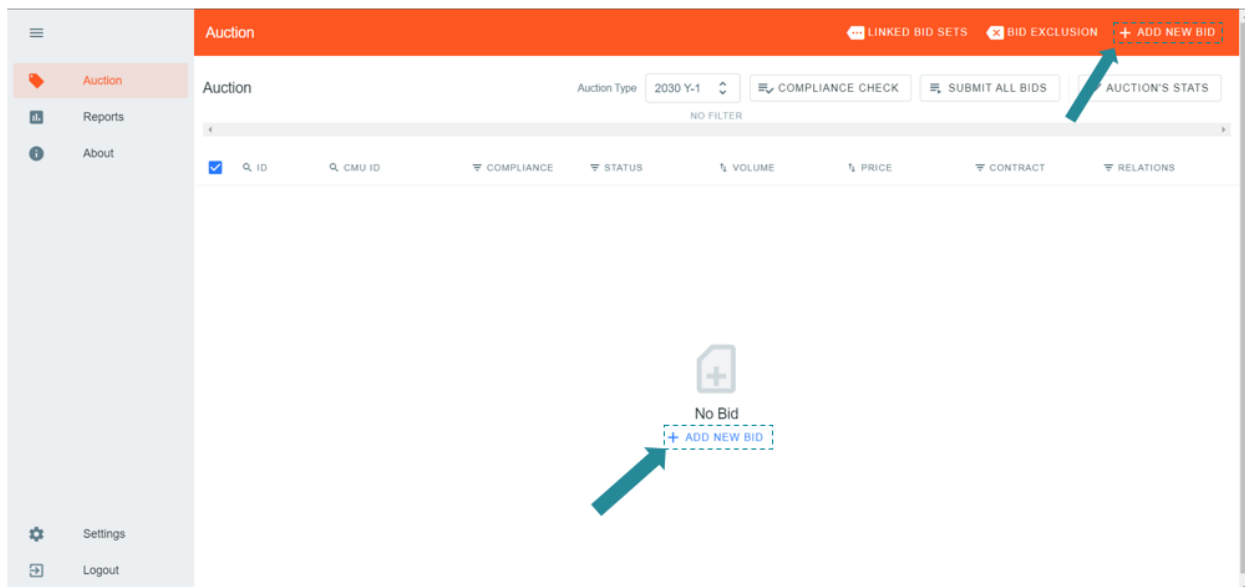 Auction
LINKED BID SETS
BID EXCLUSION
+ ADD NEW BID
Auction
Reports
About
Auction
Auction Type
2030 Y-1
COMPLIANCE CHECK
SUBMIT ALL BIDS
AUCTION'S STATS
NO FILTER
ID
CMU ID
COMPLIANCE
STATUS
VOLUME
PRICE
CONTRACT
RELATIONS
No Bid
+ ADD NEW BID
Settings
Logout